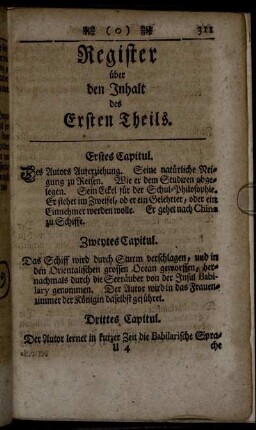 ( o ) 311
Register
über
den Inhalt
des
Ersten Theils.
Erstes Capitul.
Des Autors Auferziehung. Seine natürliche Nei-
gung zu Reisen. Wie er dem Studiren obge-
legen. Sein Eckel für der Schul-Philosophie.
Er stehet im Zweifel, ob er ein Gelehrter, oder ein
Einnehmer werden wolle. Er gehet nach China
zu Schiffe.
Zweytes Capitul.
Das Schiff wird durch Sturm verschlagen, und in
den Orientalischen grossen Ocean geworffen, her-
nachmals durch die Seeräuber von der Insul Babi-
lary genommen. Der Autor wird in das Frauen-
zimmer der Königin daselbst geführet.
Drittes Capitul.
Der Autor lernet in kurtzer Zeit die Babilarische Spra-
U 4 che